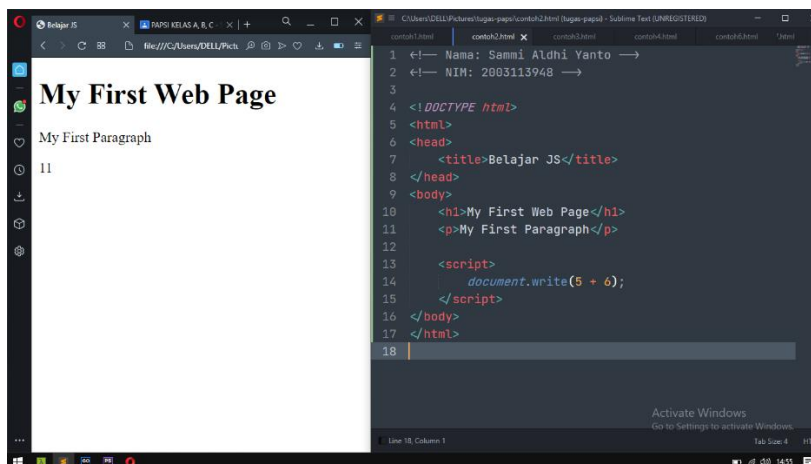 Belajar JS
PAPSI KELAS A, B, C
file:///C:/Users/DELL/Pictu
My First Web Page
My First Paragraph
11
C:\Users\DELL\Pictures\tugas-papsi\contoh2.html (tugas-papsi) - Sublime Text (UNREGISTERED)
contoh1.html contoh2.html contoh3.html contoh4.html contoh6.html
1 <!-- Nama: Sammi Aldhi Yanto -->
2 <!-- NIM: 2003113948 -->
3
4 <!DOCTYPE html>
5 <html>
6 <head>
7 <title>Belajar JS</title>
8 </head>
9 <body>
10 <h1>My First Web Page</h1>
11 <p>My First Paragraph</p>
12
13 <script>
14 document.write(5 + 6);
15 </script>
16 </body>
17 </html>
18
Activate Windows
Go to Settings to activate Windows.
Line 18, Column 1
Tab Size: 4
14:55